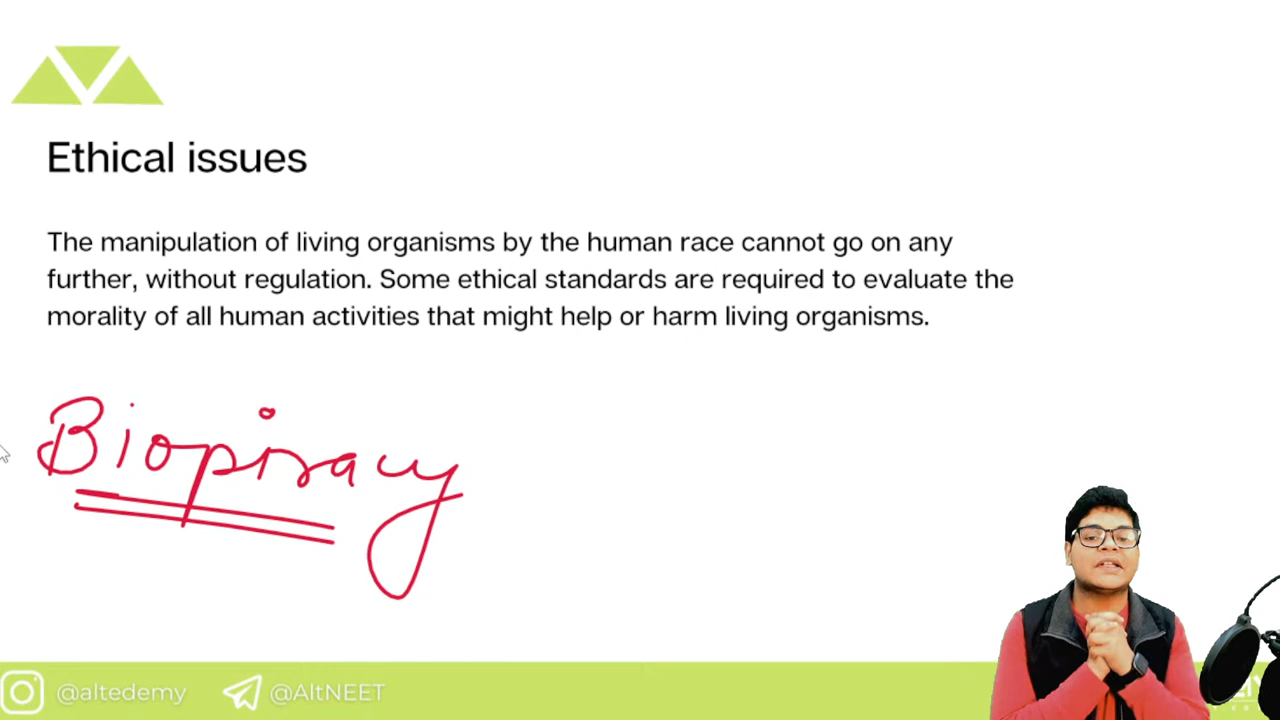 Ethical issues
The manipulation of living organisms by the human race cannot go on any
further, without regulation. Some ethical standards are required to evaluate the
morality of all human activities that might help or harm living organisms.
Biopiracy
@altedemy @AltNEET